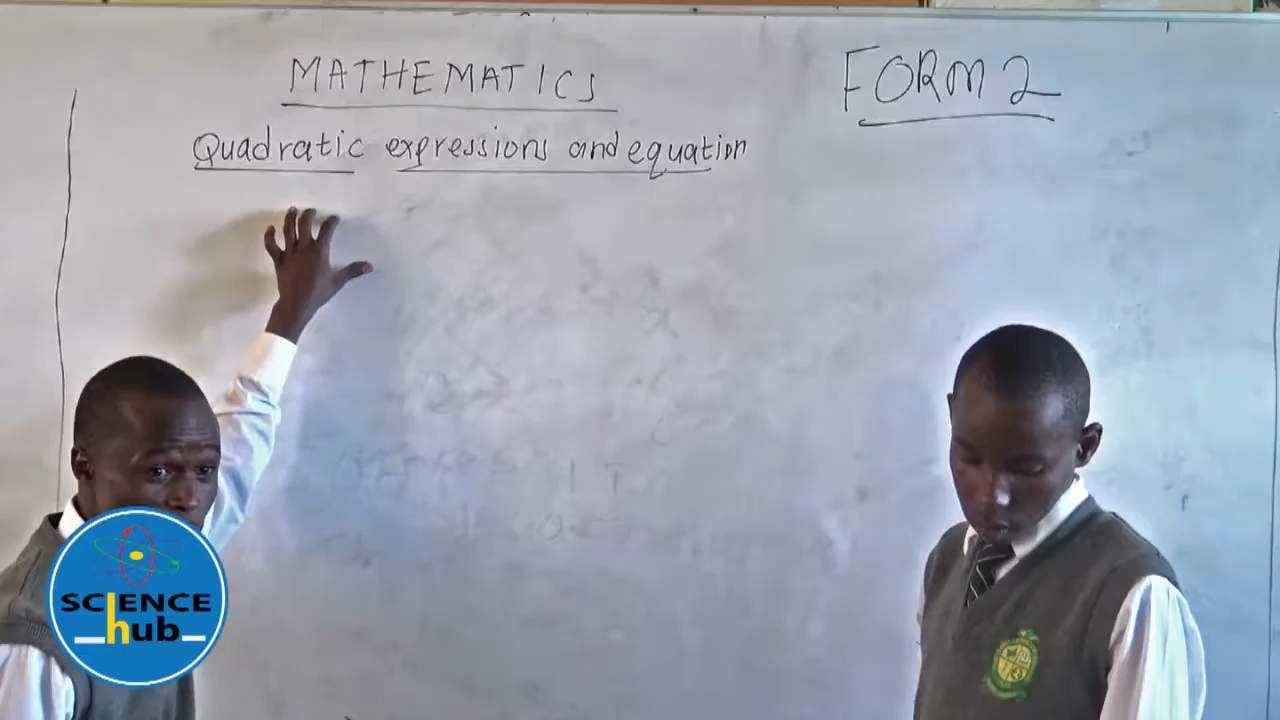 MATHEMATICS
FORM 2
Quadratic expressions and equation
SCIENCE
hub